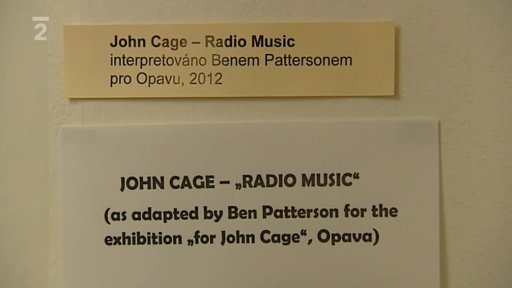 2
John Cage – Radio Music
interpretováno Benem Pattersonem
pro Opavu, 2012
JOHN CAGE – „RADIO MUSIC“
(as adapted by Ben Patterson for the
exhibition „for John Cage“, Opava)